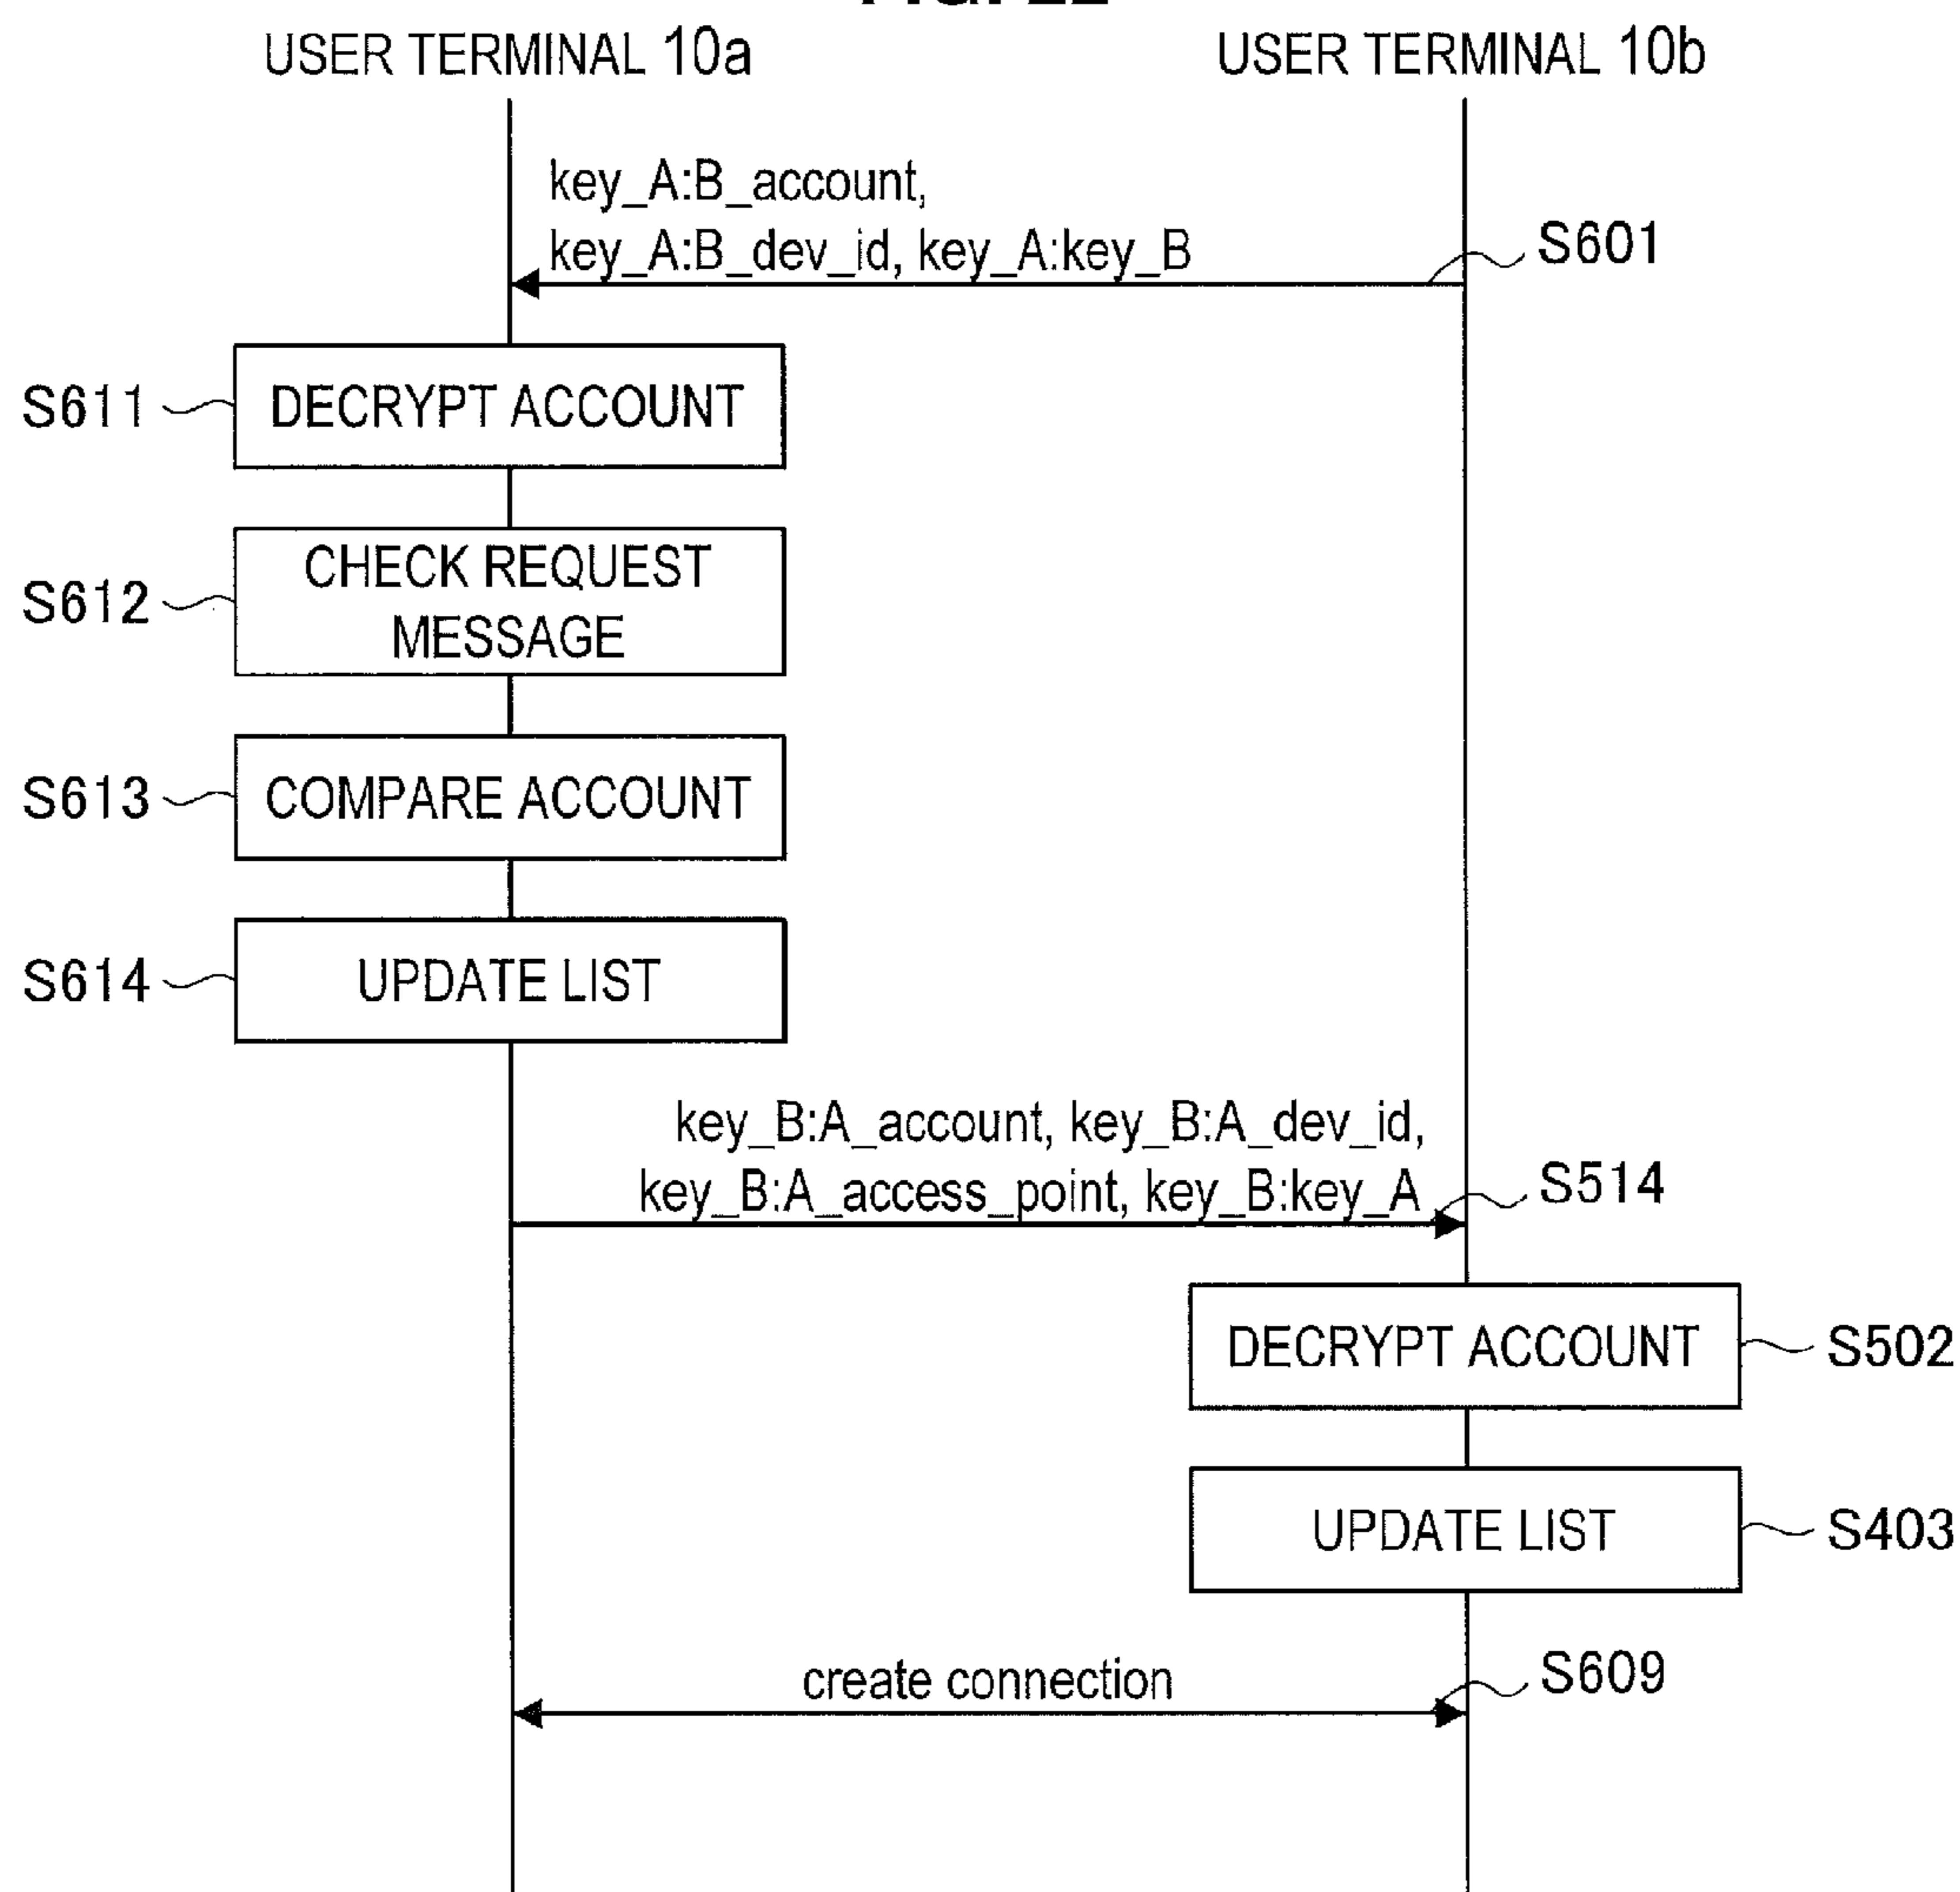 USER TERMINAL 10a
USER TERMINAL 10b
key_A:B_account,
key_A:B_dev_id, key_A:key_B
S601
S611
DECRYPT ACCOUNT
S612
CHECK REQUEST
MESSAGE
S613
COMPARE ACCOUNT
S614
UPDATE LIST
key_B:A_account, key_B:A_dev_id,
key_B:A_access_point, key_B:key_A
S514
DECRYPT ACCOUNT
S502
UPDATE LIST
S403
create connection
S609